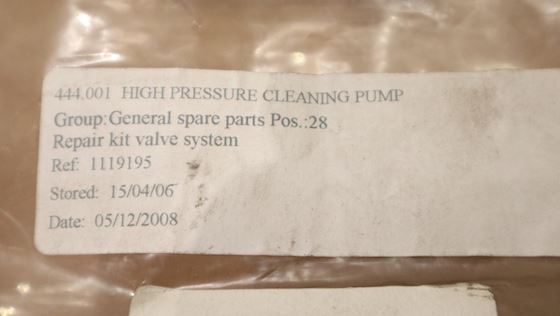 444.001 HIGH PRESSURE CLEANING PUMP
Group:General spare parts Pos.:28
Repair kit valve system
Ref: 1119195
Stored: 15/04/06
Date: 05/12/2008